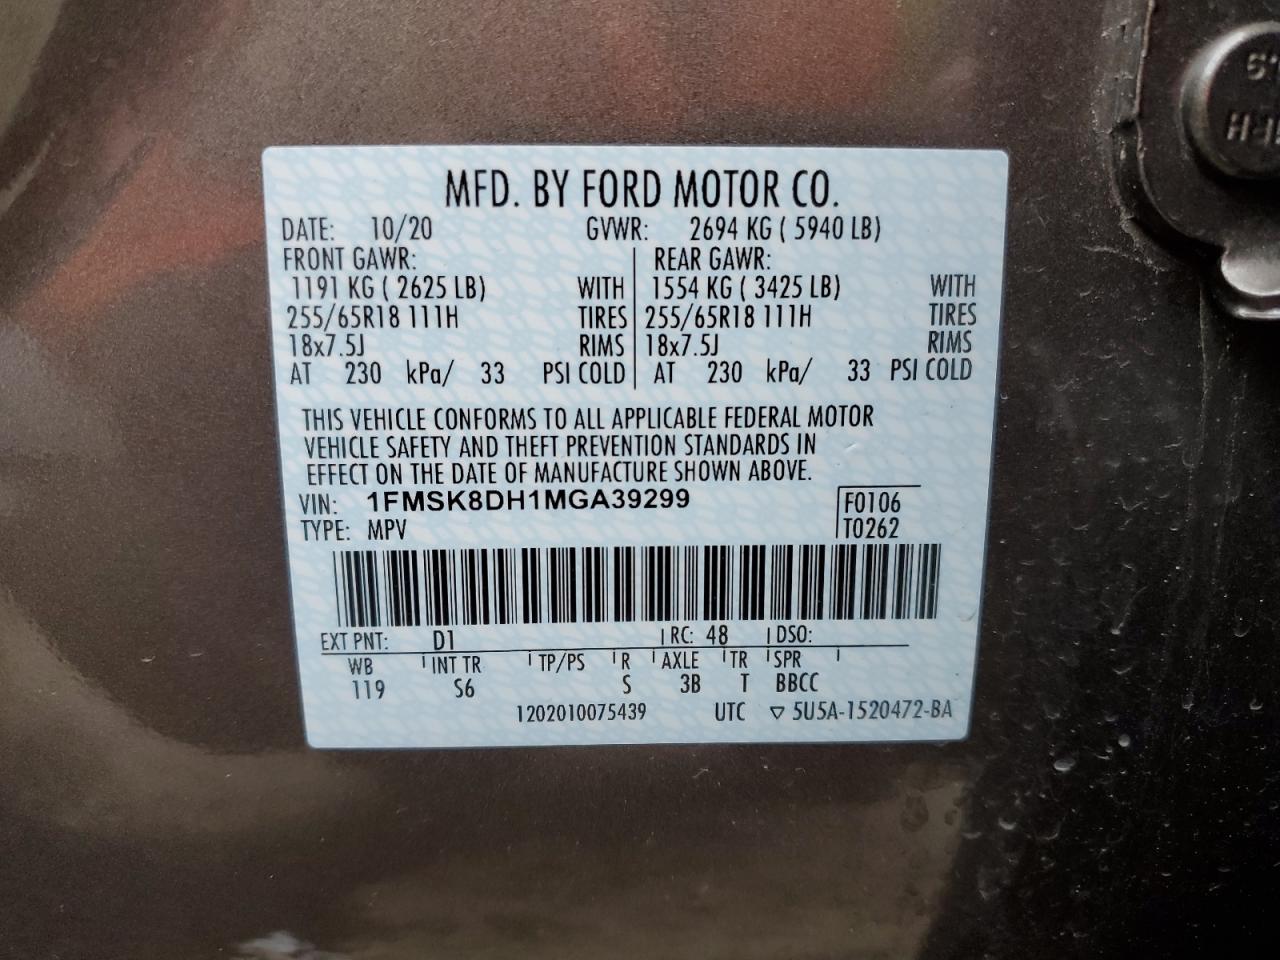 MFD. BY FORD MOTOR CO.
DATE: 10/20 GVWR: 2694 KG ( 5940 LB)
FRONT GAWR: REAR GAWR:
1191 KG ( 2625 LB) WITH 1554 KG ( 3425 LB) WITH
255/65R18 111H TIRES 255/65R18 111H TIRES
18x7.5J RIMS 18x7.5J RIMS
AT 230 kPa/ 33 PSI COLD AT 230 kPa/ 33 PSI COLD
THIS VEHICLE CONFORMS TO ALL APPLICABLE FEDERAL MOTOR
VEHICLE SAFETY AND THEFT PREVENTION STANDARDS IN
EFFECT ON THE DATE OF MANUFACTURE SHOWN ABOVE.
VIN: 1FMSK8DH1MGA39299 F0106
TYPE: MPV T0262
EXT PNT: D1 RC: 48 DSO:
WB INT TR TP/PS R AXLE TR SPR
119 S6 S 3B T BBCC
1202010075439 UTC ▽ 5U5A-1520472-BA